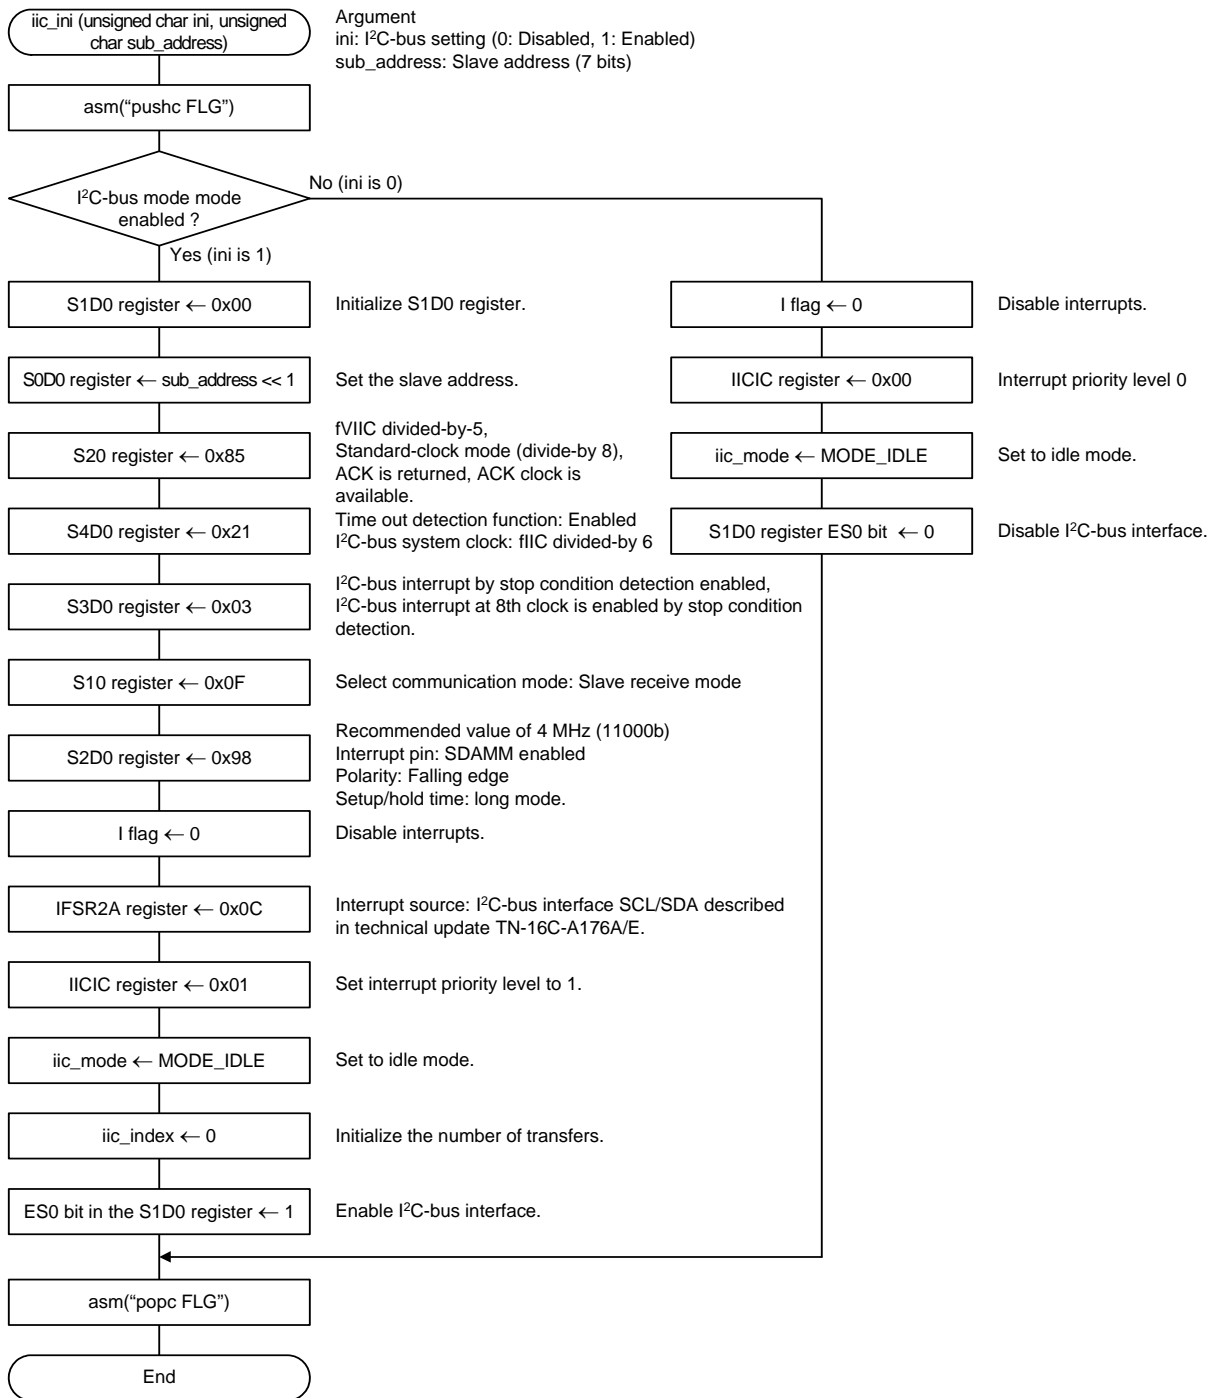 iic_ini (unsigned char ini, unsigned
char sub_address)
Argument
ini: I²C-bus setting (0: Disabled, 1: Enabled)
sub_address: Slave address (7 bits)
asm("pushc FLG")
I²C-bus mode mode
enabled ?
No (ini is 0)
Yes (ini is 1)
S1D0 register ← 0x00
Initialize S1D0 register.
I flag ← 0
Disable interrupts.
S0D0 register ← sub_address << 1
Set the slave address.
IICIC register ← 0x00
Interrupt priority level 0
S20 register ← 0x85
fVIIC divided-by-5,
Standard-clock mode (divide-by 8),
ACK is returned, ACK clock is
available.
iic_mode ← MODE_IDLE
Set to idle mode.
S4D0 register ← 0x21
Time out detection function: Enabled
I²C-bus system clock: fIIC divided-by 6
S1D0 register ES0 bit ← 0
Disable I²C-bus interface.
S3D0 register ← 0x03
I²C-bus interrupt by stop condition detection enabled,
I²C-bus interrupt at 8th clock is enabled by stop condition
detection.
S10 register ← 0x0F
Select communication mode: Slave receive mode
S2D0 register ← 0x98
Recommended value of 4 MHz (11000b)
Interrupt pin: SDAMM enabled
Polarity: Falling edge
Setup/hold time: long mode.
I flag ← 0
Disable interrupts.
IFSR2A register ← 0x0C
Interrupt source: I²C-bus interface SCL/SDA described
in technical update TN-16C-A176A/E.
IICIC register ← 0x01
Set interrupt priority level to 1.
iic_mode ← MODE_IDLE
Set to idle mode.
iic_index ← 0
Initialize the number of transfers.
ES0 bit in the S1D0 register ← 1
Enable I²C-bus interface.
asm("popc FLG")
End